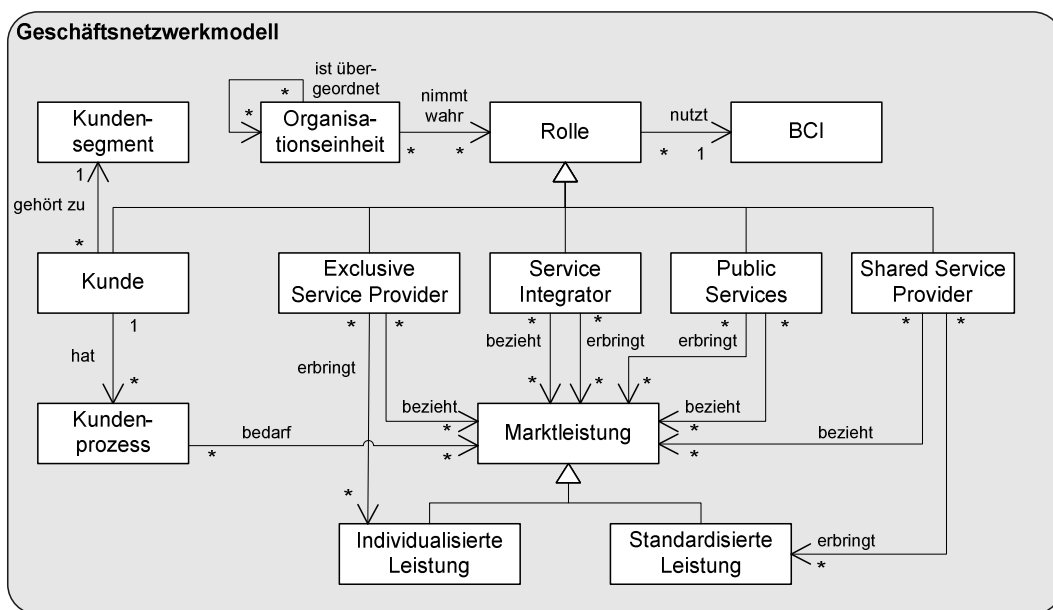 Geschäftsnetzwerkmodell
ist über-
geordnet
*
*
Kunden-
segment
Organisa-
tionseinheit
nimmt
wahr
*
*
Rolle
nutzt
*
1
BCI
1
gehört zu
*
Kunde
Exclusive
Service Provider
Service
Integrator
Public
Services
Shared Service
Provider
1
hat
*
*
*
erbringt
*
*
bezieht
erbringt
*
*
erbringt
*
*
*
*
*
*
Kunden-
prozess
bedarf
*
*
bezieht
*
Marktleistung
bezieht
*
bezieht
*
*
Individualisierte
Leistung
Standardisierte
Leistung
erbringt
*